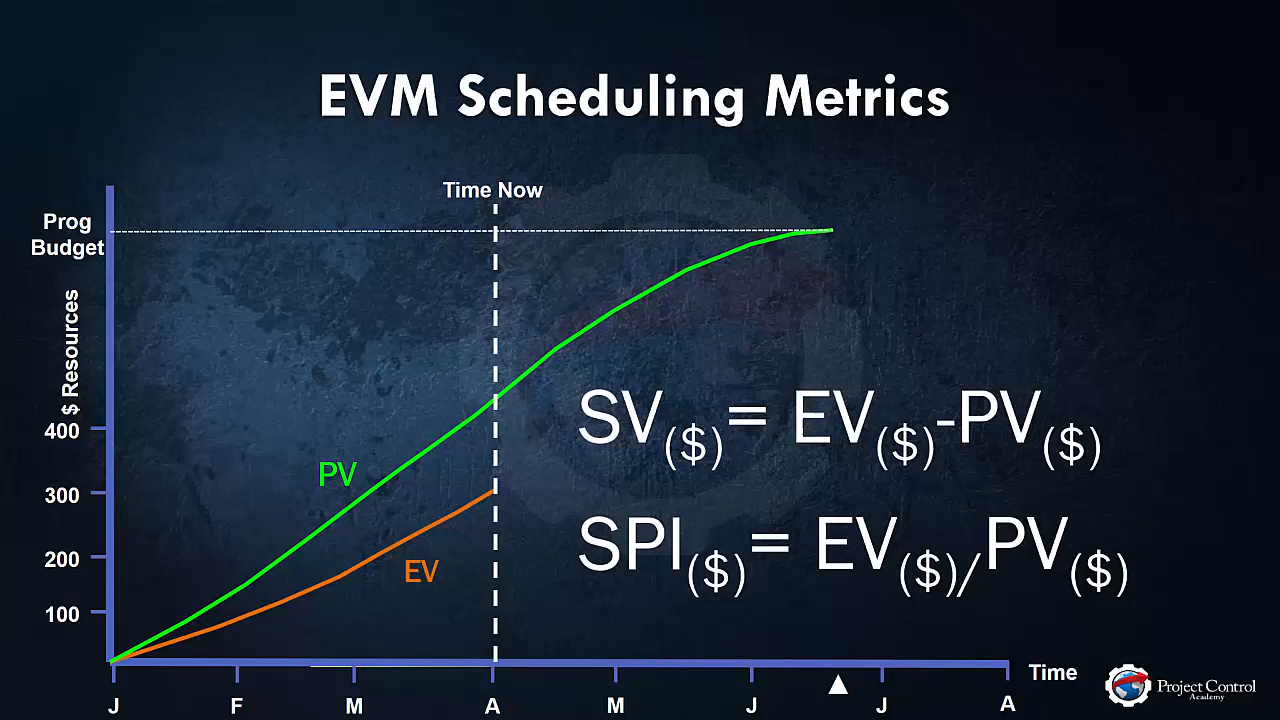 EVM Scheduling Metrics
Time Now
Prog
Budget
$ Resources
400
300
200
100
PV
EV
SV($)= EV($)-PV($)
SPI($)= EV($)/PV($)
J F M A M J J A
Time
Project Control
Academy